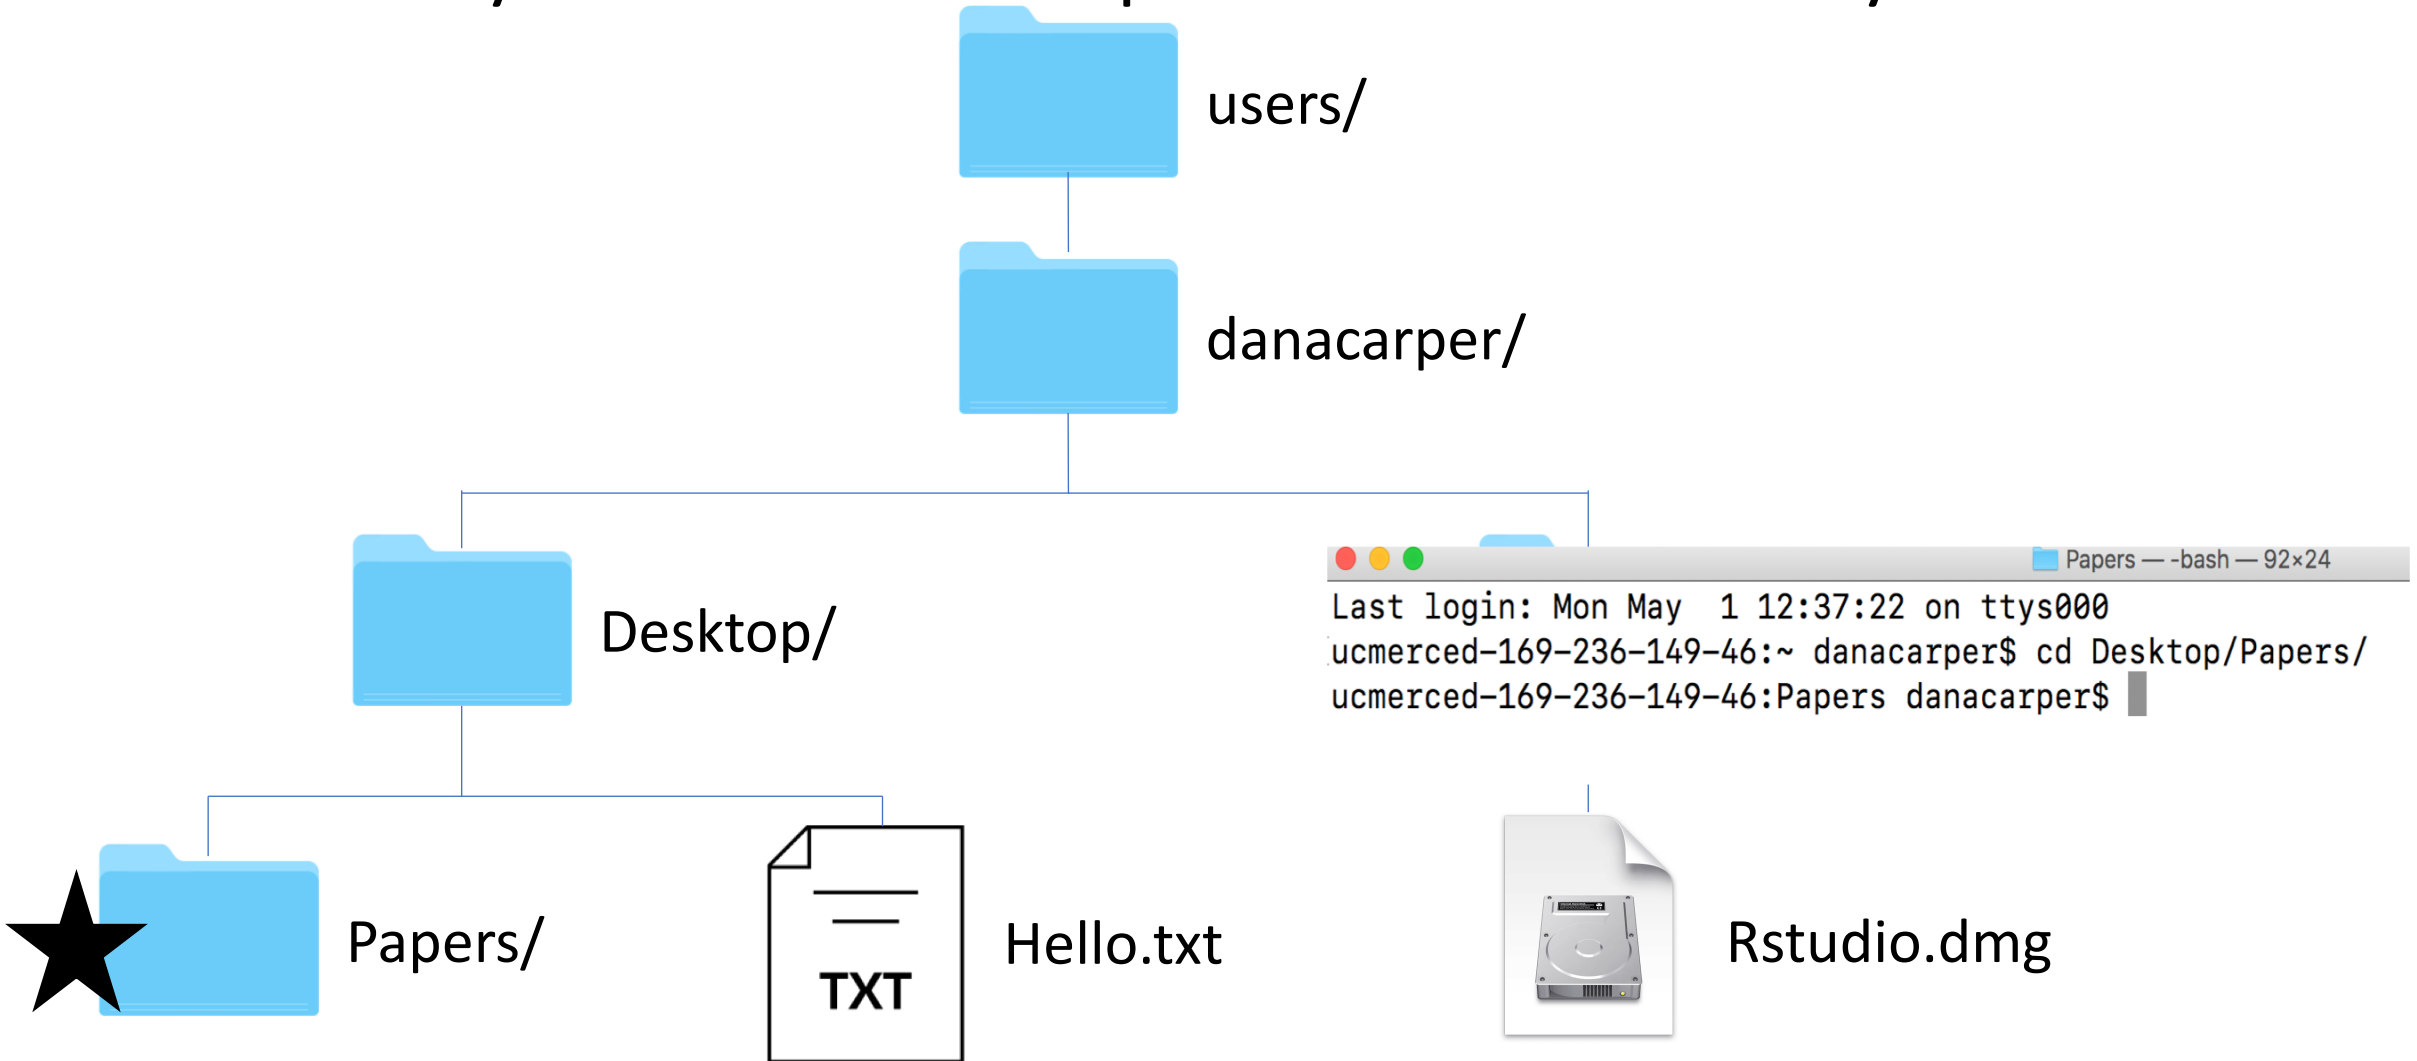 users/
danacarper/
Desktop/
Papers — -bash — 92×24
Last login: Mon May  1 12:37:22 on ttys000
ucmerced-169-236-149-46:~ danacarper$ cd Desktop/Papers/
ucmerced-169-236-149-46:Papers danacarper$
Papers/
TXT
Hello.txt
Rstudio.dmg